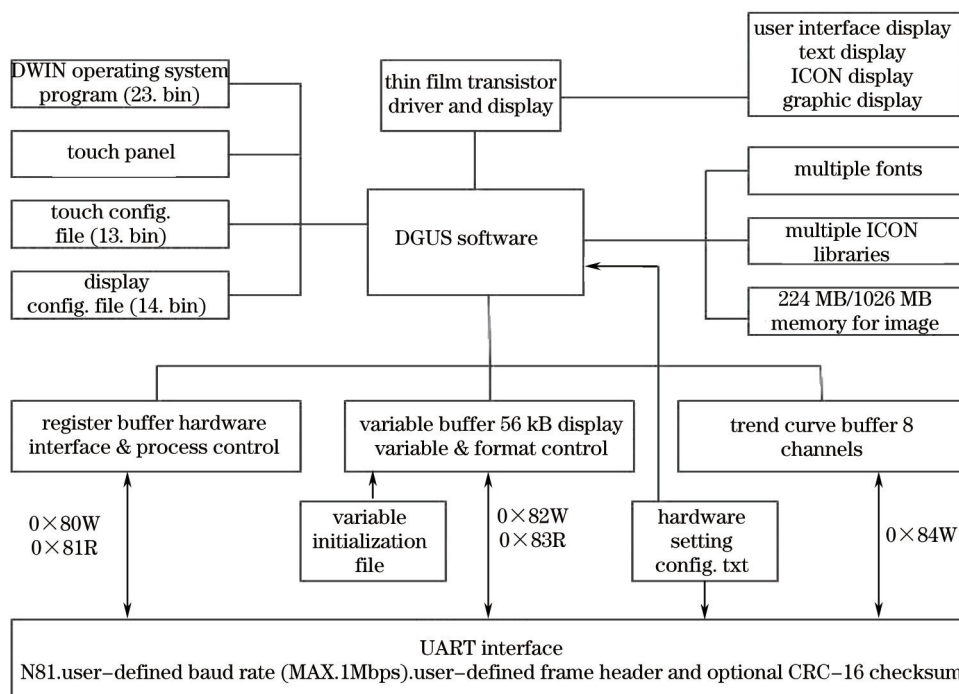 DWIN operating system
program (23. bin)
touch panel
touch config.
file (13. bin)
display
config. file (14. bin)
thin film transistor
driver and display
DGUS software
user interface display
text display
ICON display
graphic display
multiple fonts
multiple ICON
libraries
224 MB/1026 MB
memory for image
register buffer hardware
interface & process control
variable buffer 56 kB display
variable & format control
trend curve buffer 8
channels
0×80W
0×81R
variable
initialization
file
0×82W
0×83R
hardware
setting
config. txt
0×84W
UART interface
N81.user-defined baud rate (MAX.1Mbps).user-defined frame header and optional CRC-16 checksum